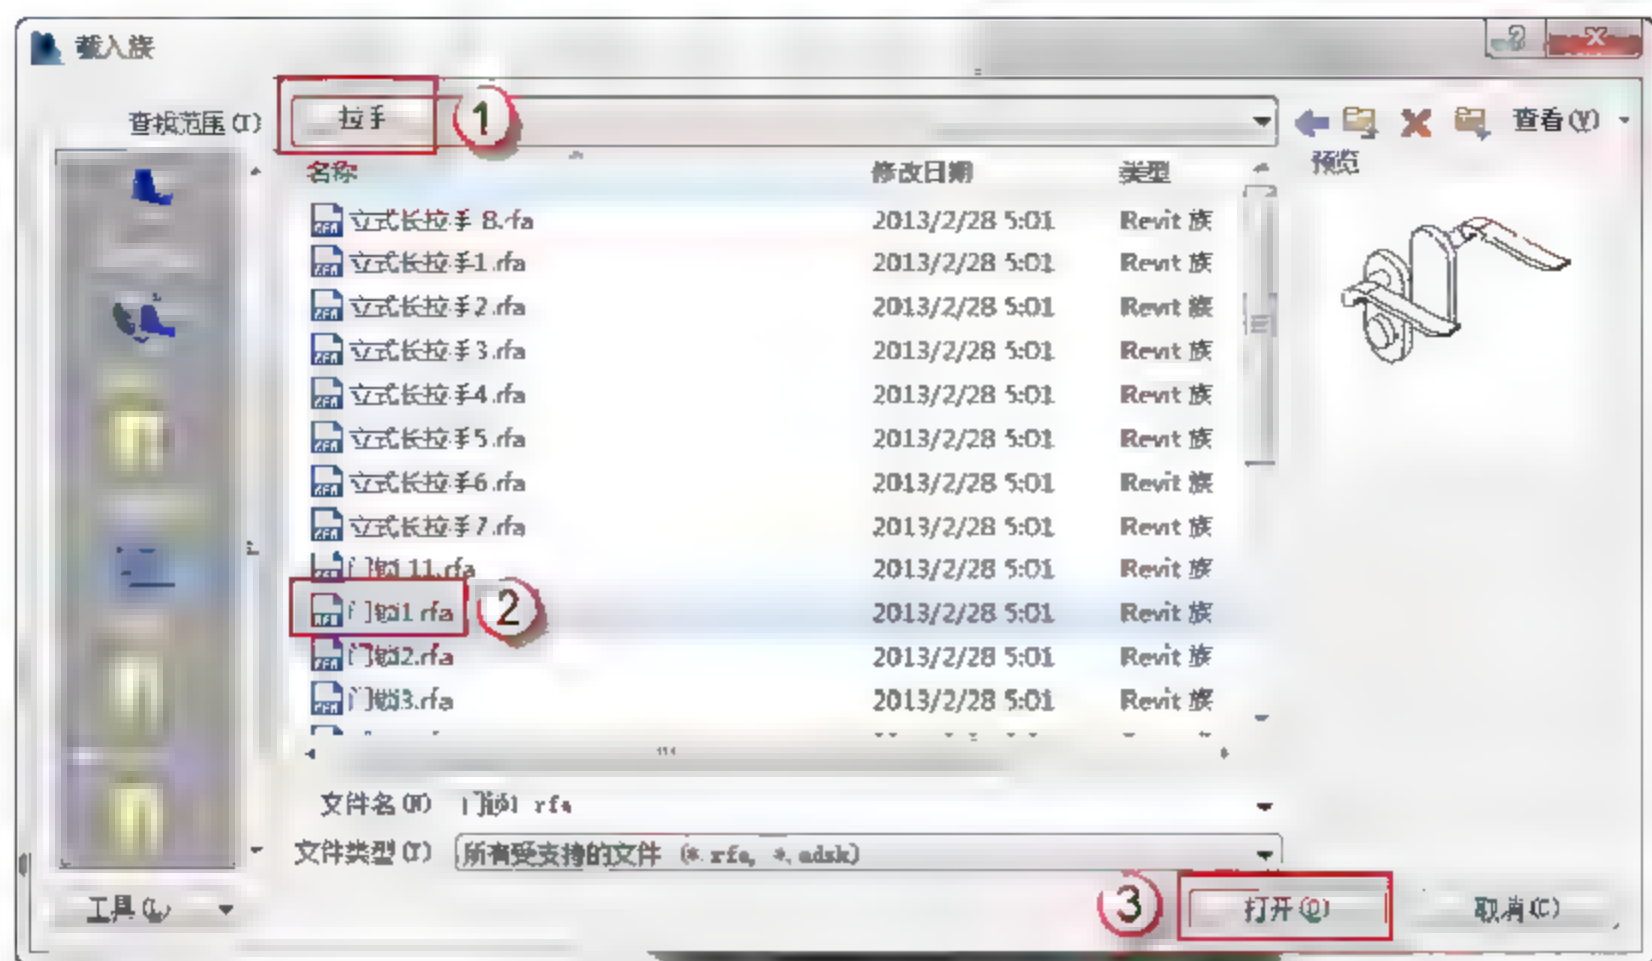 载入族
查找范围(I) 拉手 1 查看(V)
名称 修改日期 类型 预览
立式长拉手 8.rfa 2013/2/28 5:01 Revit 族
立式长拉手1.rfa 2013/2/28 5:01 Revit 族
立式长拉手2.rfa 2013/2/28 5:01 Revit 族
立式长拉手3.rfa 2013/2/28 5:01 Revit 族
立式长拉手4.rfa 2013/2/28 5:01 Revit 族
立式长拉手5.rfa 2013/2/28 5:01 Revit 族
立式长拉手6.rfa 2013/2/28 5:01 Revit 族
立式长拉手7.rfa 2013/2/28 5:01 Revit 族
门锁 11.rfa 2013/2/28 5:01 Revit 族
门锁1.rfa 2 2013/2/28 5:01 Revit 族
门锁2.rfa 2013/2/28 5:01 Revit 族
门锁3.rfa 2013/2/28 5:01 Revit 族
文件名(N) 门锁1.rfa
文件类型(T) 所有受支持的文件 (*.rfa, *.adsk)
工具(L) 3 打开(O) 取消(C)